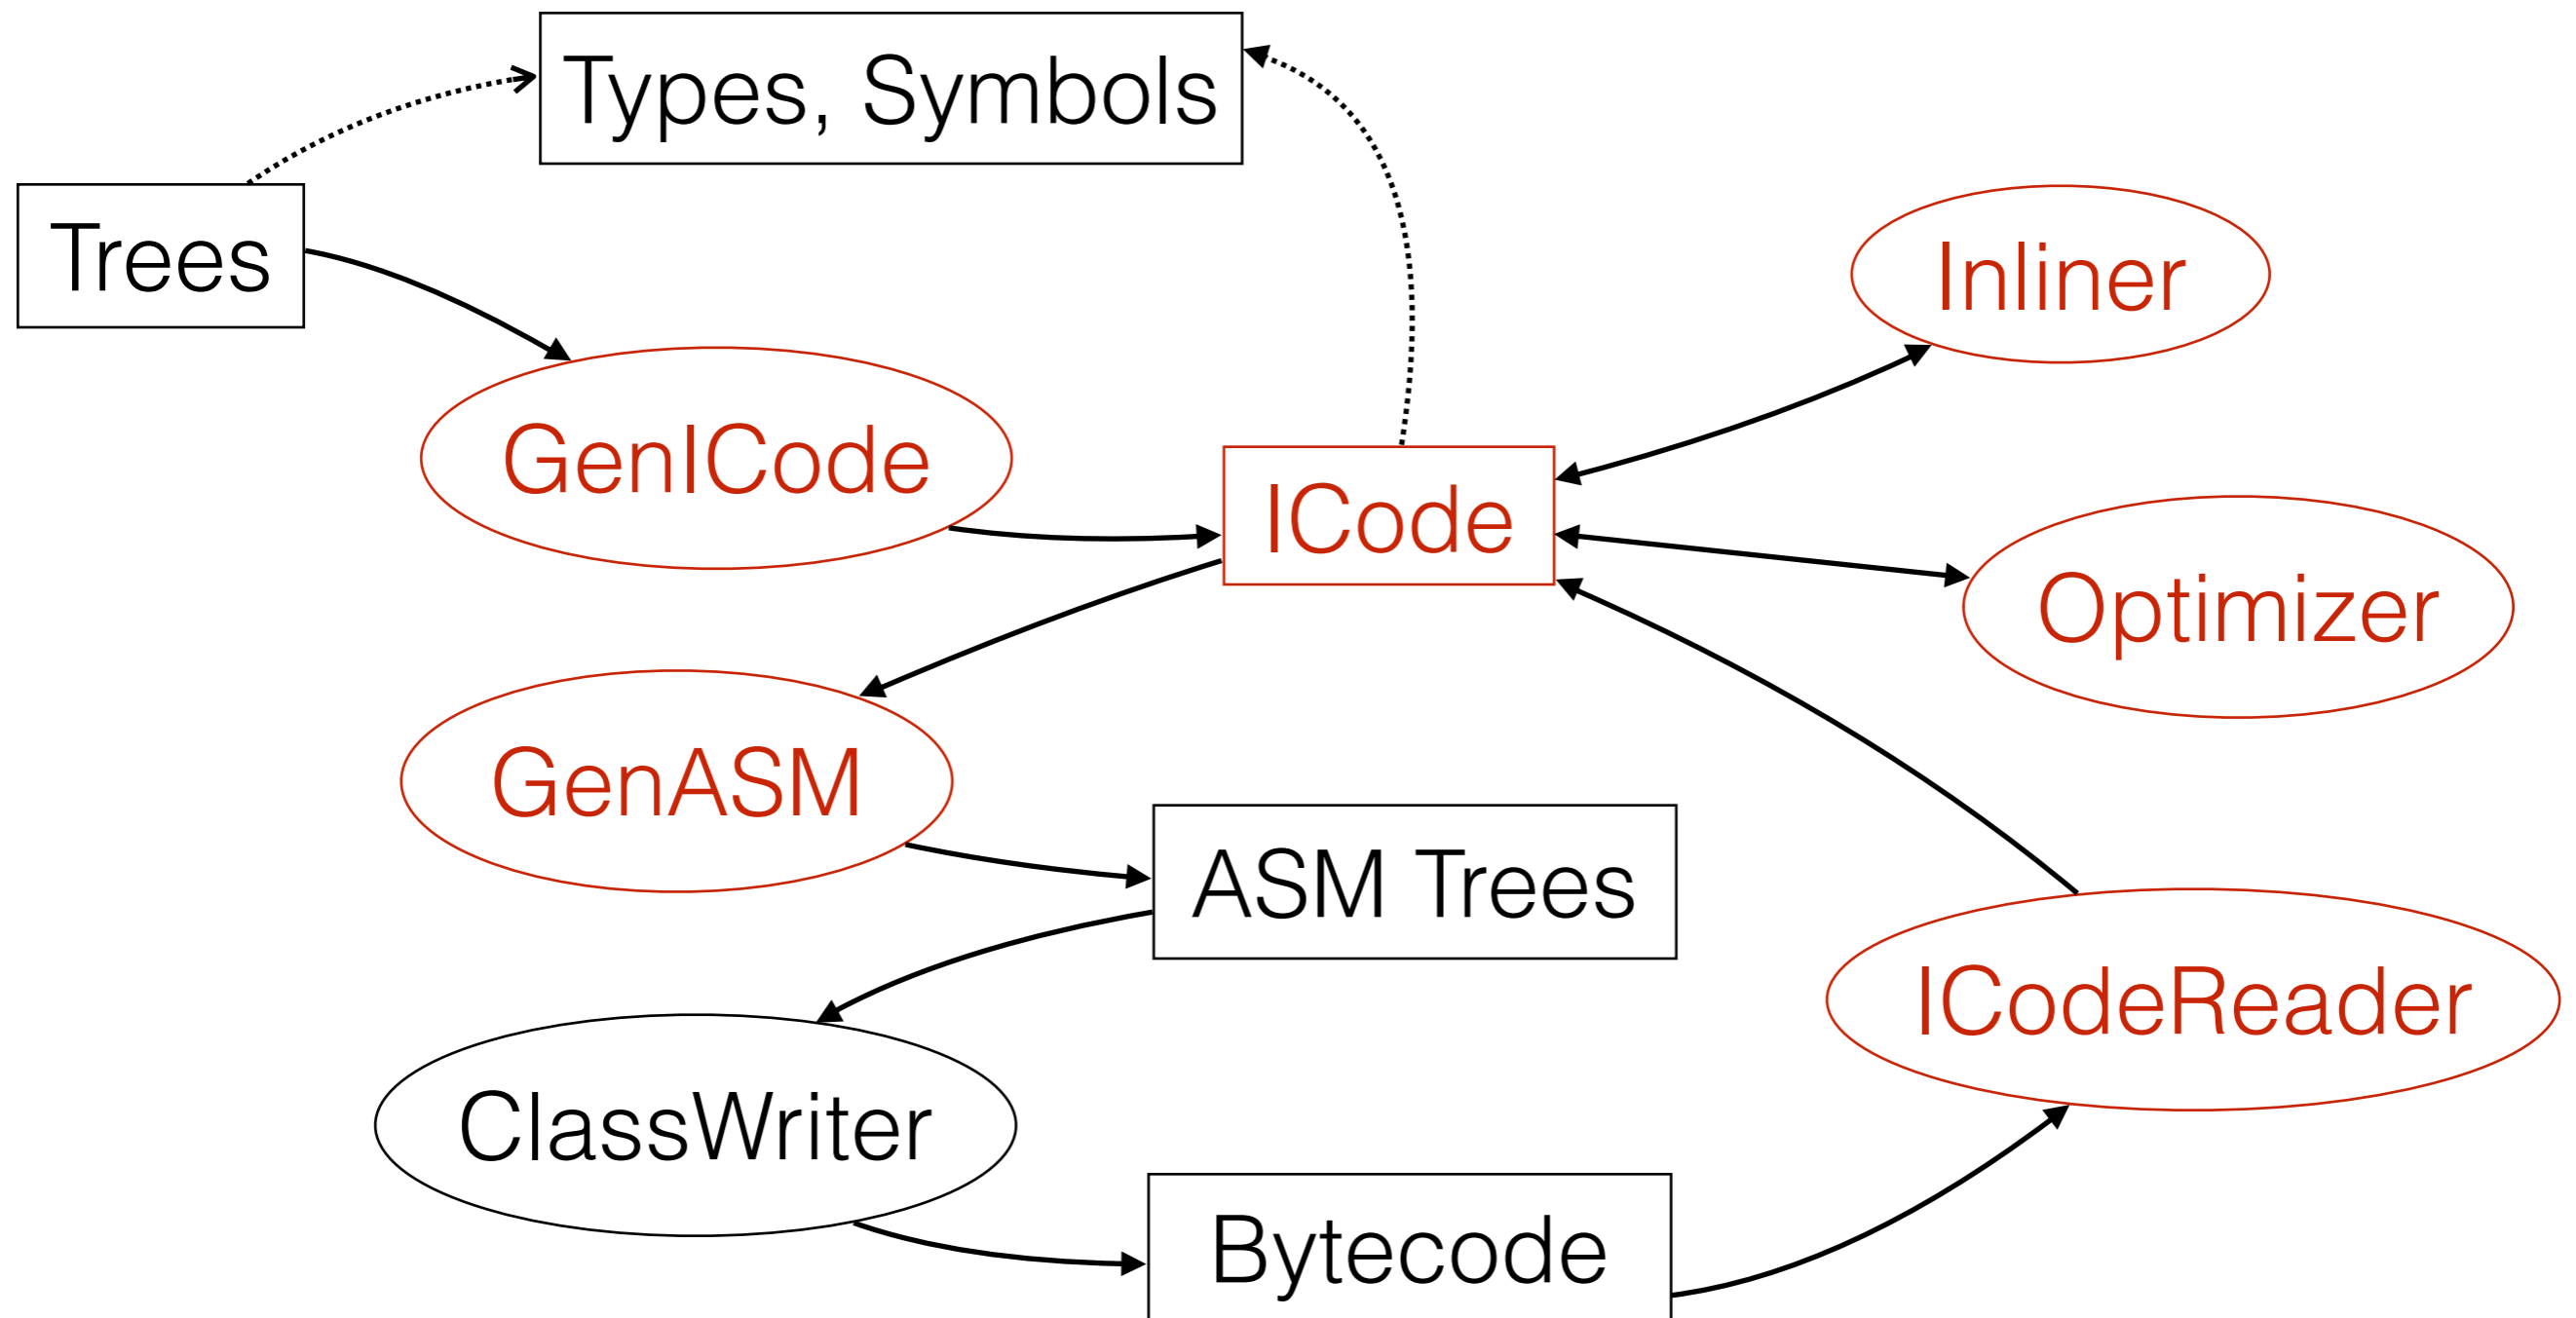 Types, Symbols
Trees
Inliner
GenICode
ICode
Optimizer
GenASM
ASM Trees
ICodeReader
ClassWriter
Bytecode